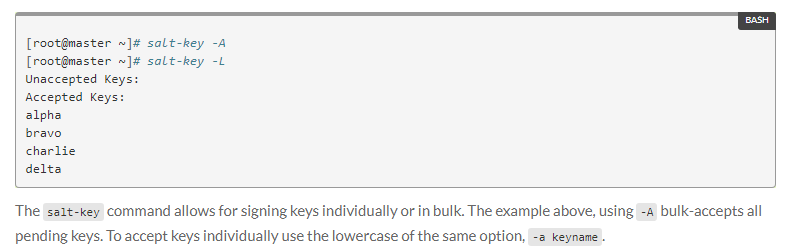 BASH
[root@master ~]# salt-key -A
[root@master ~]# salt-key -L
Unaccepted Keys:
Accepted Keys:
alpha
bravo
charlie
delta
The salt-key command allows for signing keys individually or in bulk. The example above, using -A bulk-accepts all
pending keys. To accept keys individually use the lowercase of the same option, -a keyname.